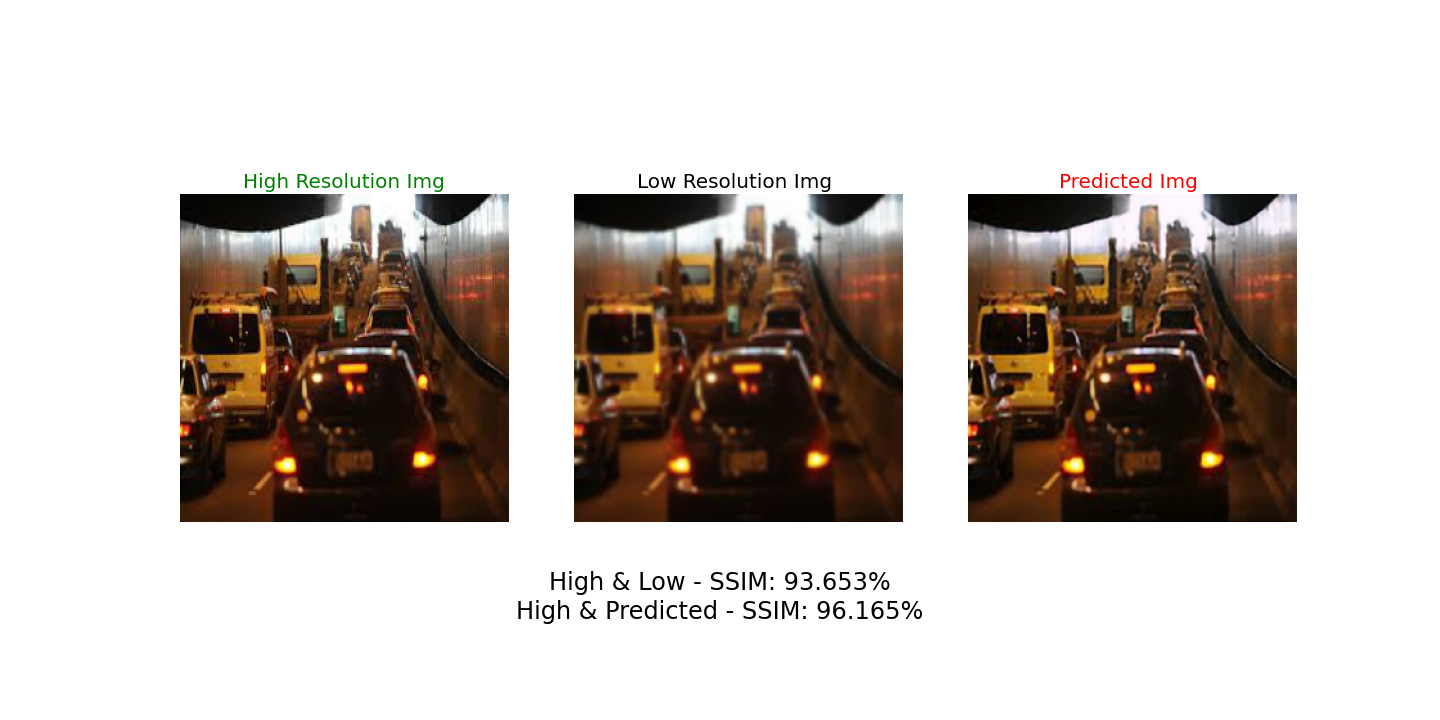 High Resolution Img
Low Resolution Img
Predicted Img
High & Low - SSIM: 93.653%
High & Predicted - SSIM: 96.165%